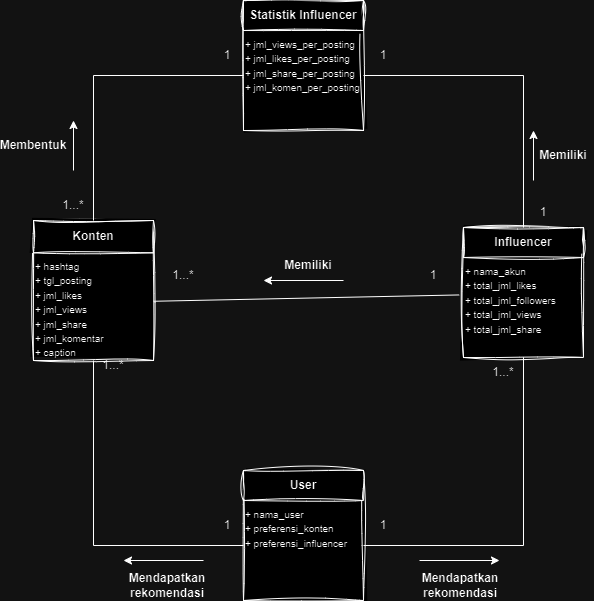 Statistik Influencer
+ jml_views_per_posting
+ jml_likes_per_posting
+ jml_share_per_posting
+ jml_komen_per_posting
1
1
Membentuk
Memiliki
1...*
1
Konten
+ hashtag
+ tgl_posting
+ jml_likes
+ jml_views
+ jml_share
+ jml_komentar
+ caption
1...*
Memiliki
1
Influencer
+ nama_akun
+ total_jml_likes
+ total_jml_followers
+ total_jml_views
+ total_jml_share
1...*
1...*
User
+ nama_user
+ preferensi_konten
+ preferensi_influencer
1
1
Mendapatkan
rekomendasi
Mendapatkan
rekomendasi